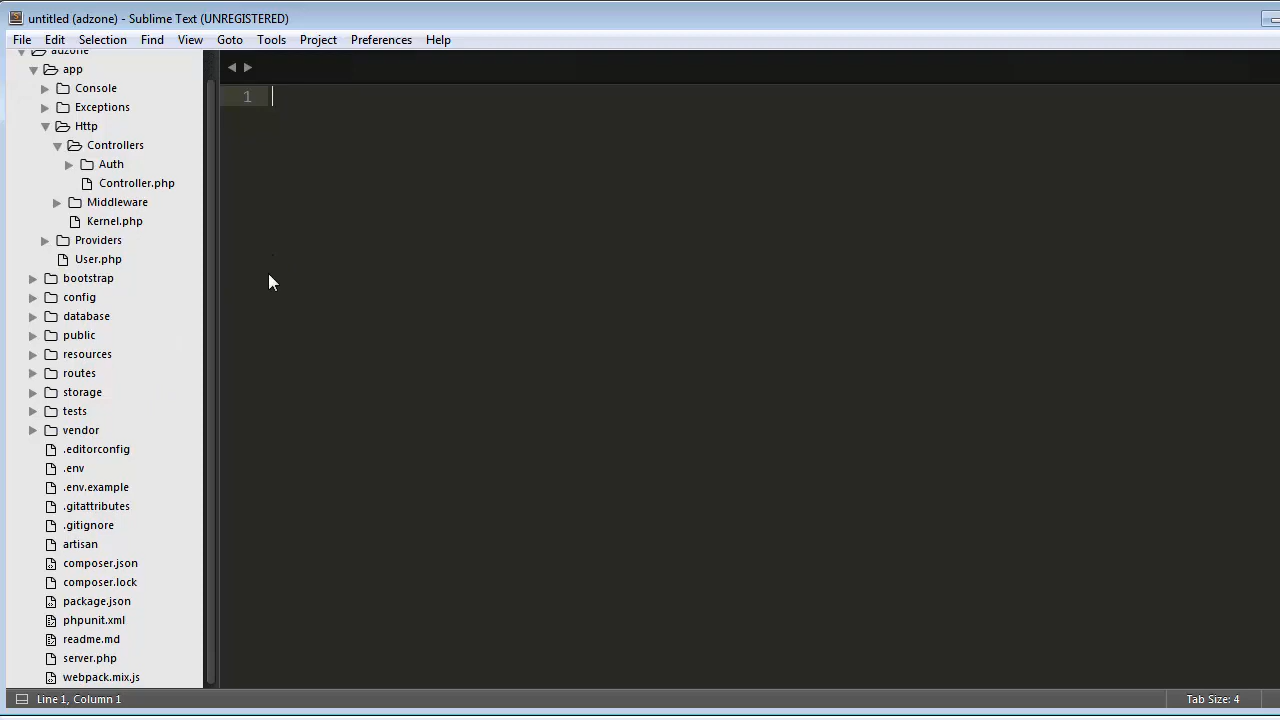 untitled (adzone) - Sublime Text (UNREGISTERED)
File Edit Selection Find View Goto Tools Project Preferences Help
adzone
app
1
Console
Exceptions
Http
Controllers
Auth
Controller.php
Middleware
Kernel.php
Providers
User.php
bootstrap
config
database
public
resources
routes
storage
tests
vendor
.editorconfig
.env
.env.example
.gitattributes
.gitignore
artisan
composer.json
composer.lock
package.json
phpunit.xml
readme.md
server.php
webpack.mix.js
Line 1, Column 1 Tab Size: 4